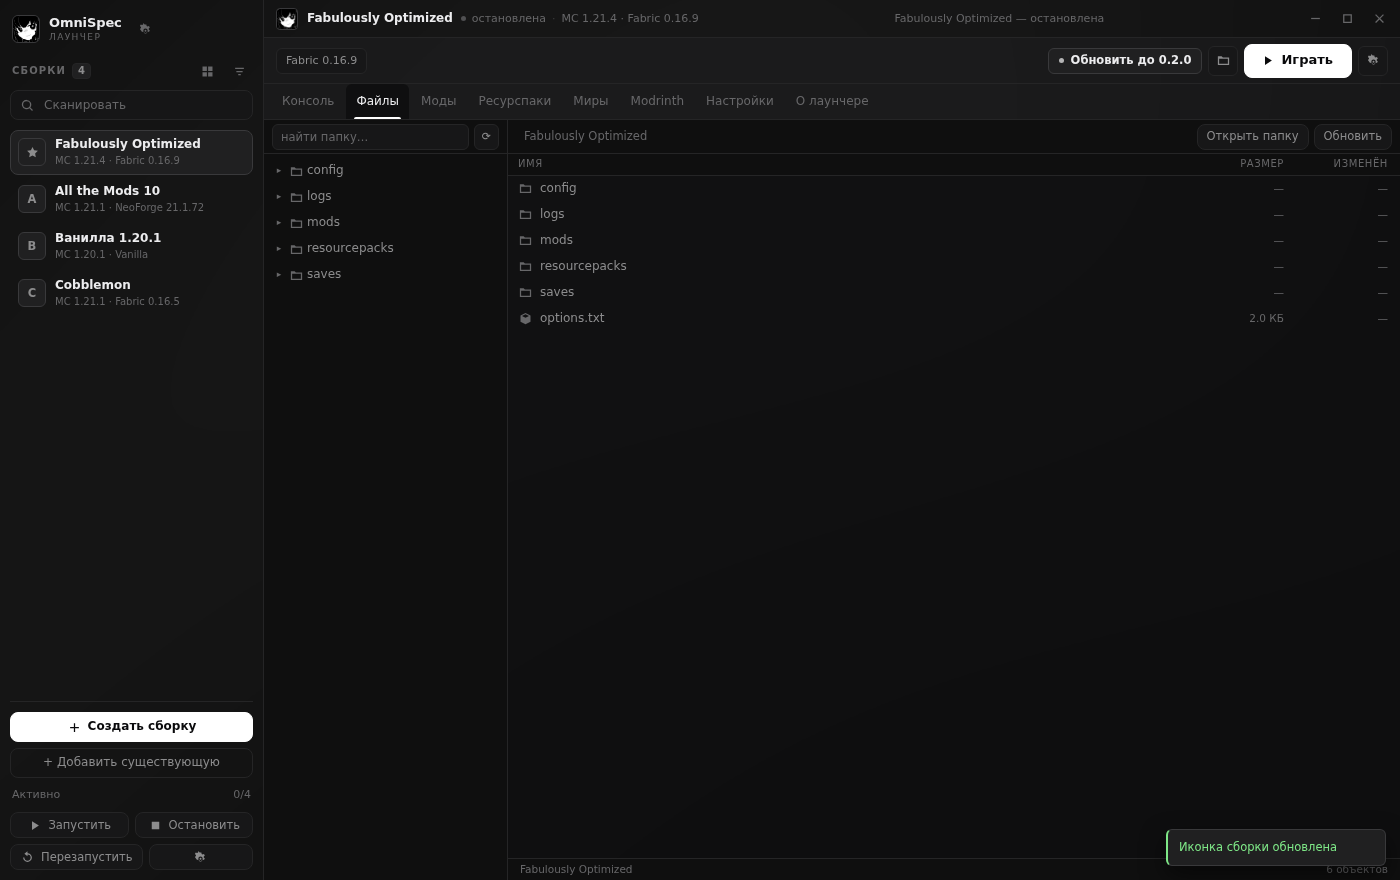 OmniSpec
ЛАУНЧЕР
СБОРКИ 4
Сканировать
Fabulously Optimized
MC 1.21.4 · Fabric 0.16.9
A
All the Mods 10
MC 1.21.1 · NeoForge 21.1.72
В
Ванилла 1.20.1
MC 1.20.1 · Vanilla
C
Cobblemon
MC 1.21.1 · Fabric 0.16.5
+ Создать сборку
+ Добавить существующую
Активно 0/4
Запустить Остановить
Перезапустить
Fabulously Optimized остановлена · MC 1.21.4 · Fabric 0.16.9 Fabulously Optimized — остановлена
Fabric 0.16.9 Обновить до 0.2.0 Играть
Консоль Файлы Моды Ресурспаки Миры Modrinth Настройки О лаунчере
найти папку...
config
logs
mods
resourcepacks
saves
Fabulously Optimized Открыть папку Обновить
ИМЯ РАЗМЕР ИЗМЕНЁН
config — —
logs — —
mods — —
resourcepacks — —
saves — —
options.txt 2.0 КБ —
Иконка сборки обновлена
Fabulously Optimized 6 объектов